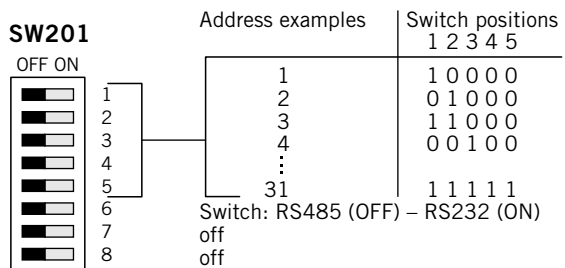 SW201
OFF ON
1
2
3
4
5
6
7
8
Address examples Switch positions
1 2 3 4 5
1 1 0 0 0 0
2 0 1 0 0 0
3 1 1 0 0 0
4 0 0 1 0 0
31 1 1 1 1 1
Switch: RS485 (OFF) – RS232 (ON)
off
off